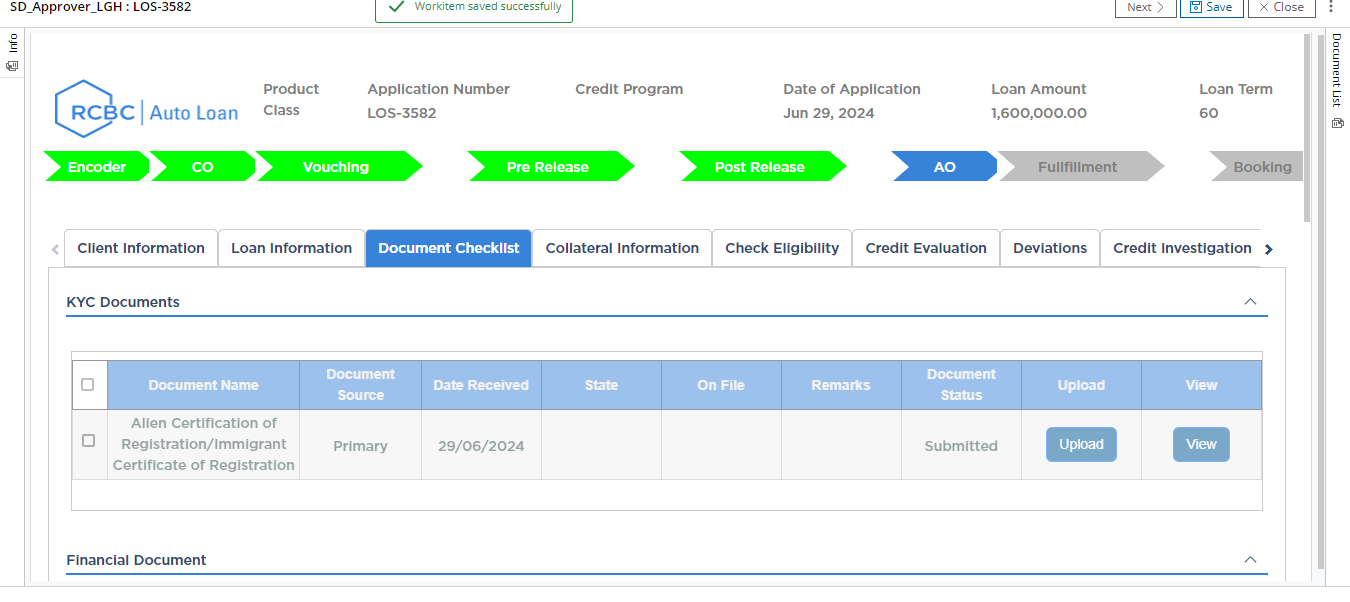 SD_Approver_LGH : LOS-3582
Workitem saved successfully
Next
Save
Close
Info
Document List
RCBC Auto Loan
Product Class
Application Number
LOS-3582
Credit Program
Date of Application
Jun 29, 2024
Loan Amount
1,600,000.00
Loan Term
60
Encoder
CO
Vouching
Pre Release
Post Release
AO
Fullfillment
Booking
Client Information
Loan Information
Document Checklist
Collateral Information
Check Eligibility
Credit Evaluation
Deviations
Credit Investigation
KYC Documents
Document Name
Document Source
Date Received
State
On File
Remarks
Document Status
Upload
View
Alien Certification of
Registration/Immigrant
Certificate of Registration
Primary
29/06/2024
Submitted
Upload
View
Financial Document